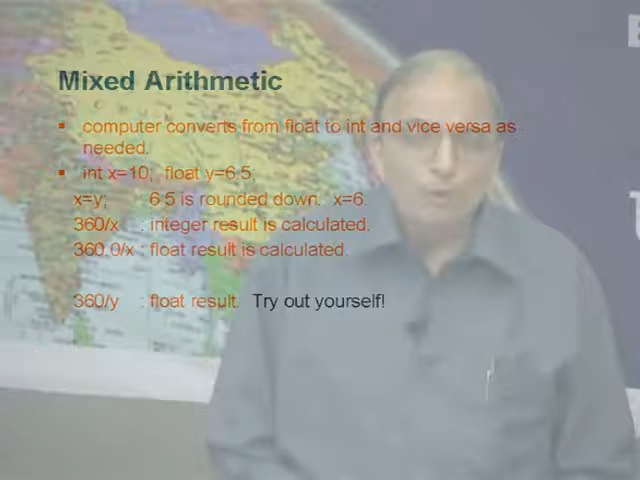 Mixed Arithmetic
▪ computer converts from float to int and vice versa as
needed.
▪ int x=10; float y=6.5;
x=y; 6.5 is rounded down. x=6.
360/x : integer result is calculated.
360.0/x : float result is calculated.
360/y : float result. Try out yourself!